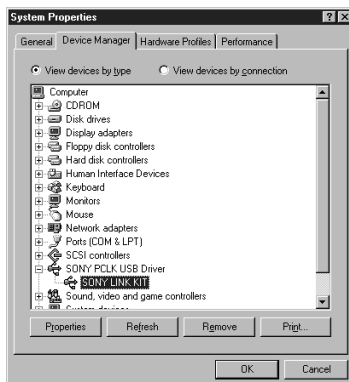 System Properties
General Device Manager Hardware Profiles Performance
View devices by type View devices by connection
Computer
CDROM
Disk drives
Display adapters
Floppy disk controllers
Hard disk controllers
Human Interface Devices
Keyboard
Monitors
Mouse
Network adapters
Ports (COM & LPT)
SCSI controllers
SONY PCLK USB Driver
SONY LINK KIT
Sound, video and game controllers
System devices
Properties Refresh Remove Print...
OK Cancel